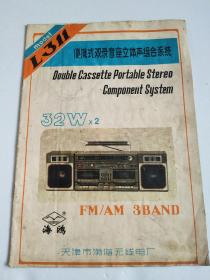 model
L311
便携式双录音座立体声组合系统
Double Cassette Portable Stereo
Component System
32W×2
海鸥
FM/AM 3BAND
天津市海鸥无线电厂